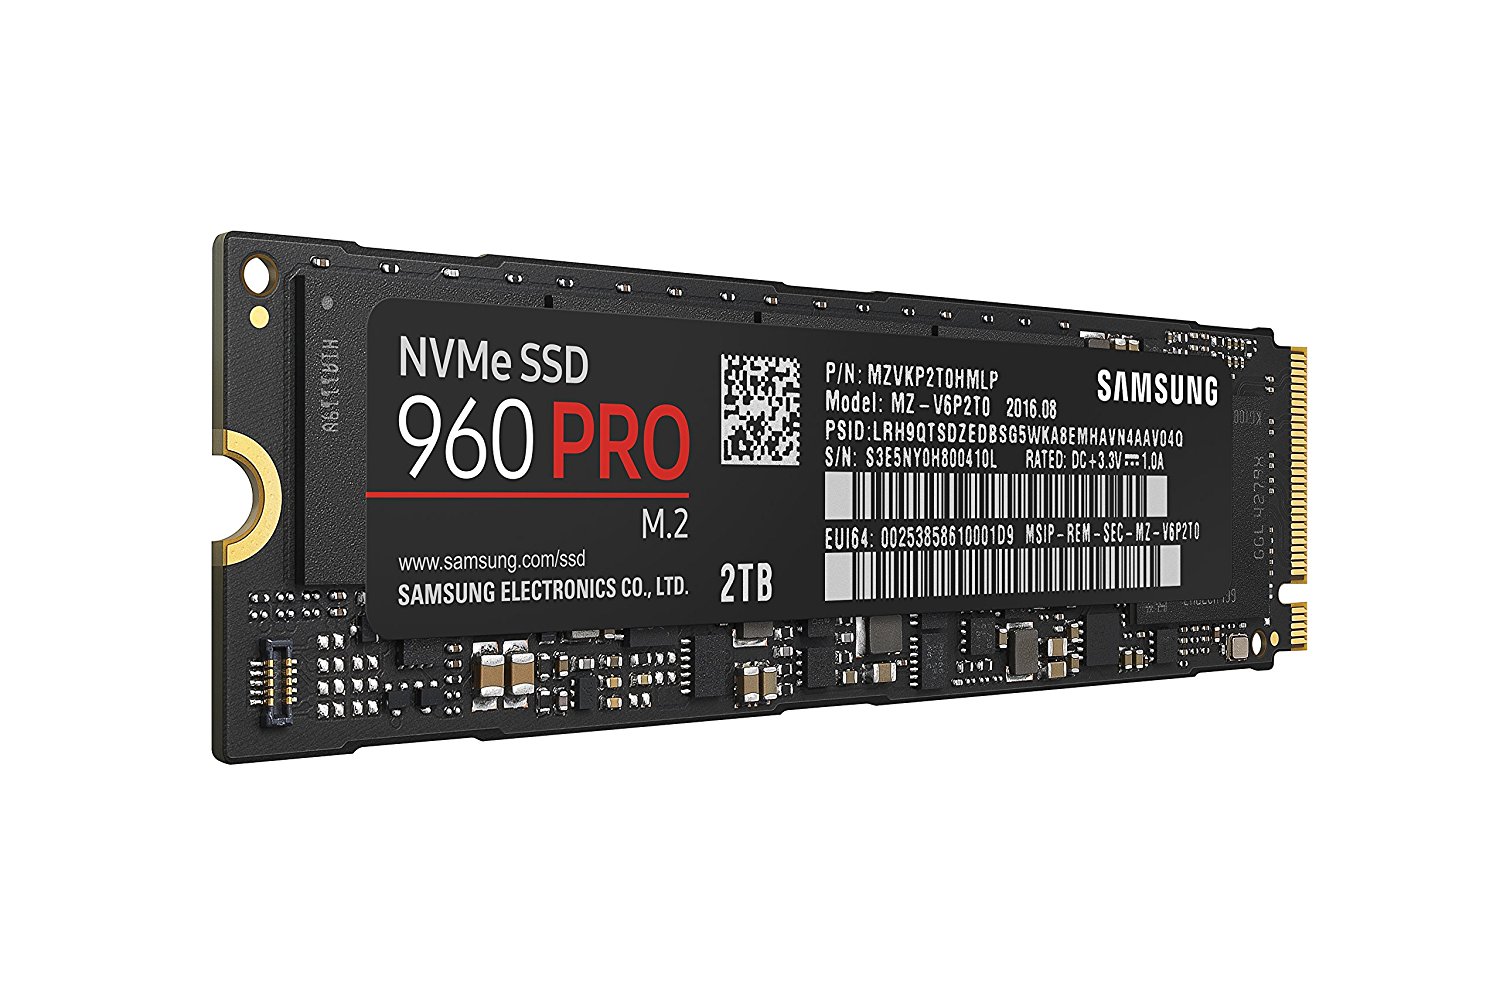 NVMe SSD
960 PRO
M.2
www.samsung.com/ssd
SAMSUNG ELECTRONICS CO., LTD.
2TB
P/N: MZVKP2T0HMLP
Model: MZ-V6P2T0 2016.08
PSID:LRH9QTSDZEDBSG5WKA8EMHAVN4AAV04Q
S/N: S3E5NY0H800410L RATED: DC+3.3V⎓1.0A
EUI64: 00253858610001D9 MSIP-REM-SEC-MZ-V6P2T0
SAMSUNG